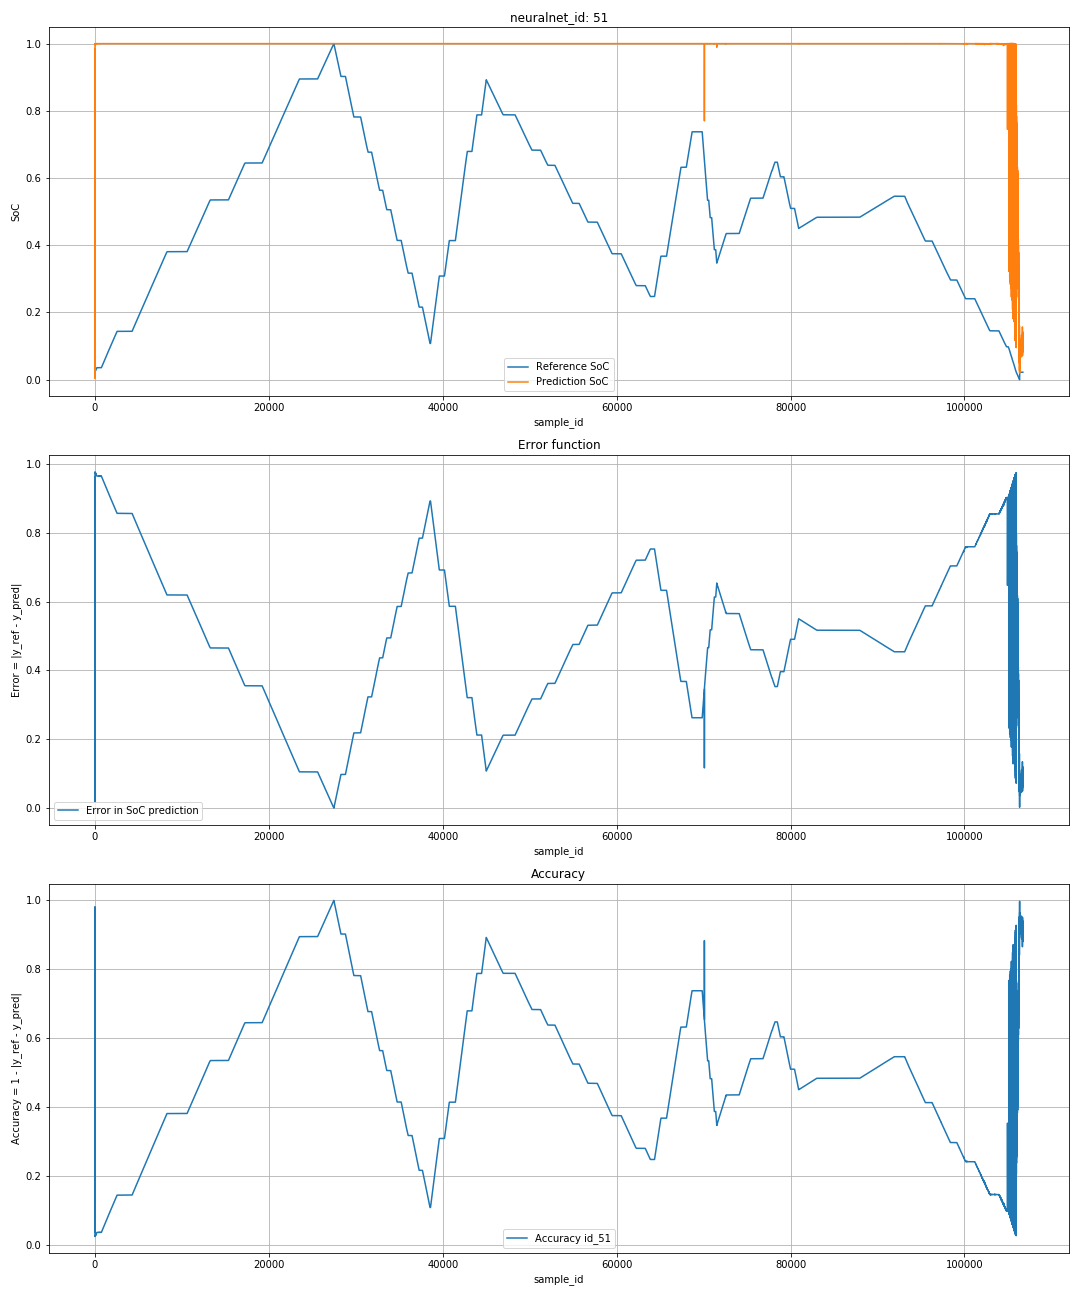 neuralnet_id: 51
1.0
0.8
0.6
0.4
0.2
0.0
SoC
Reference SoC
Prediction SoC
0 20000 40000 60000 80000 100000
sample_id
Error function
1.0
0.8
0.6
0.4
0.2
0.0
Error = |y_ref - y_pred|
Error in SoC prediction
0 20000 40000 60000 80000 100000
sample_id
Accuracy
1.0
0.8
0.6
0.4
0.2
0.0
Accuracy = 1 - |y_ref - y_pred|
Accuracy id_51
0 20000 40000 60000 80000 100000
sample_id